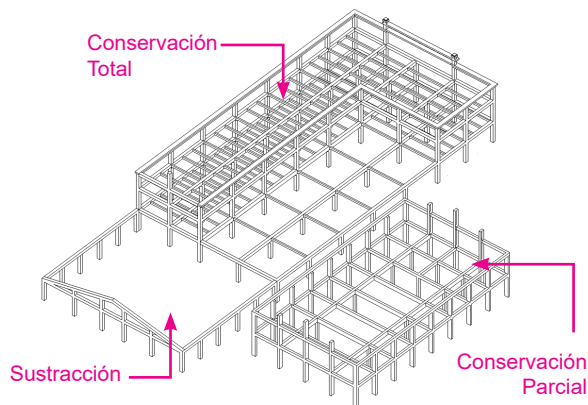 Conservación
Total
Sustracción
Conservación
Parcial